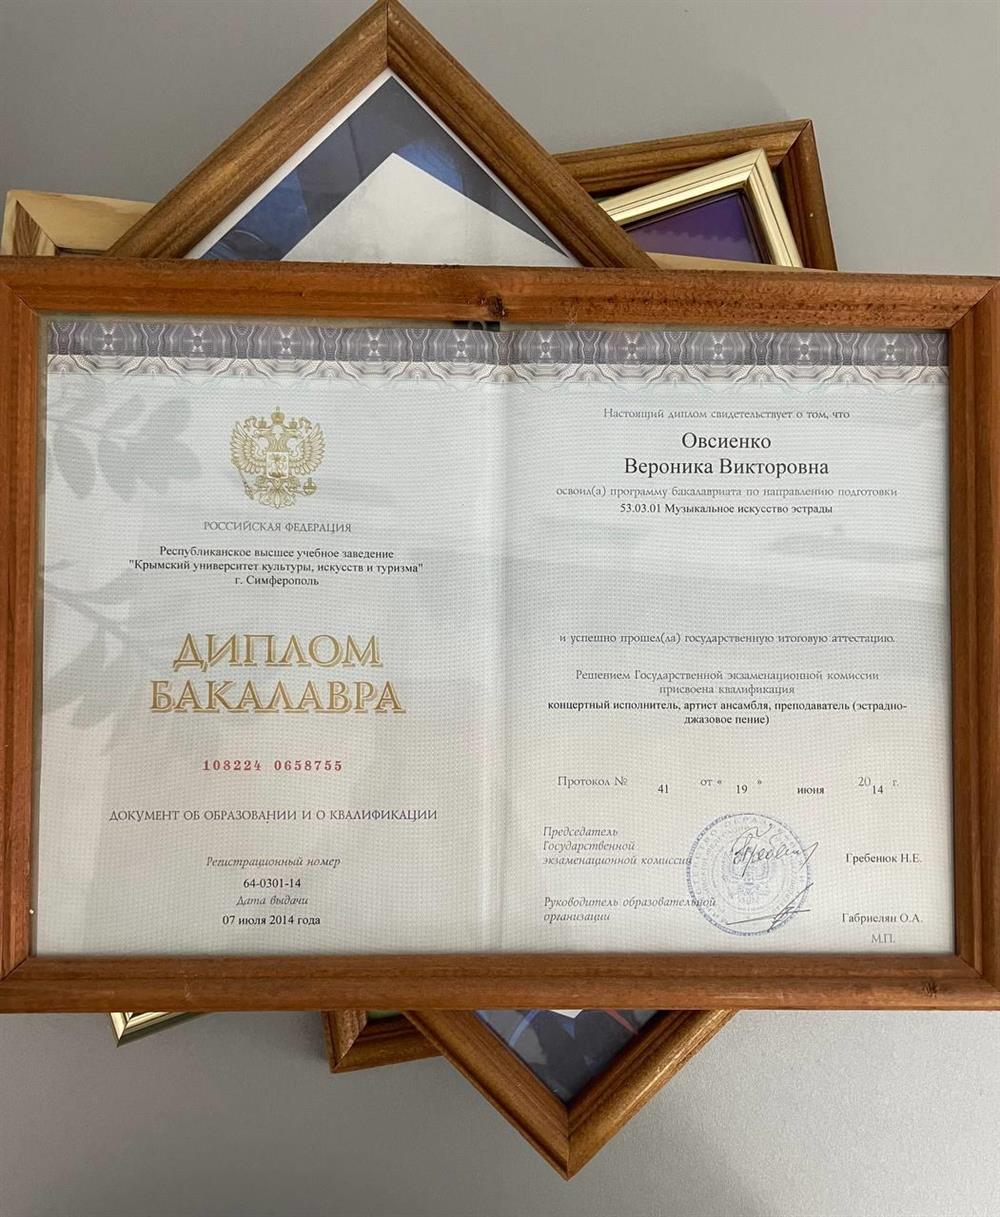 РОССИЙСКАЯ ФЕДЕРАЦИЯ
Республиканское высшее учебное заведение
"Крымский университет культуры, искусств и туризма"
г. Симферополь
ДИПЛОМ
БАКАЛАВРА
108224 0658755
ДОКУМЕНТ ОБ ОБРАЗОВАНИИ И О КВАЛИФИКАЦИИ
Регистрационный номер
64-0301-14
Дата выдачи
07 июля 2014 года
Настоящий диплом свидетельствует о том, что
Овсиенко
Вероника Викторовна
освоил(а) программу бакалавриата по направлению подготовки
53.03.01 Музыкальное искусство эстрады
и успешно прошел(ла) государственную итоговую аттестацию.
Решением Государственной экзаменационной комиссии
присвоена квалификация
концертный исполнитель, артист ансамбля, преподаватель (эстрадно-
джазовое пение)
Протокол № 41 от « 19 » июня 2014 г.
Председатель
Государственной
экзаменационной комиссии Гребенюк Н.Е.
Руководитель образовательной
организации Габриелян О.А.
М.П.